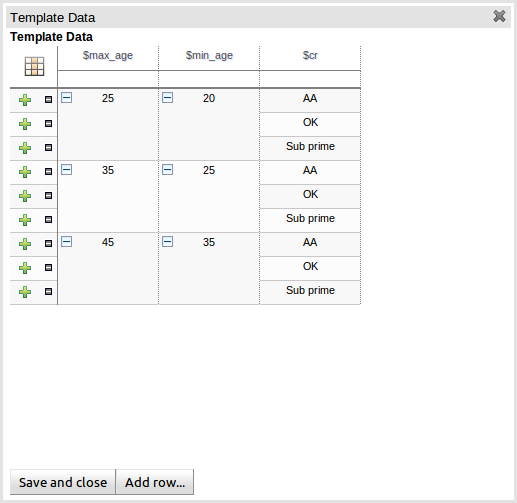 Template Data
Template Data
$max_age $min_age $cr
25 20 AA
OK
Sub prime
35 25 AA
OK
Sub prime
45 35 AA
OK
Sub prime
Save and close Add row...